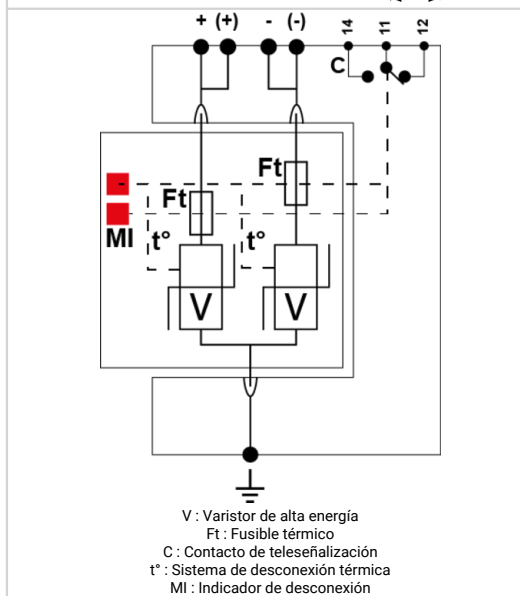 + (+) - (-) 14 11 12
C
Ft
Ft
MI t° t°
V V
V : Varistor de alta energía
Ft : Fusible térmico
C : Contacto de teleseñalización
t° : Sistema de desconexión térmica
MI : Indicador de desconexión